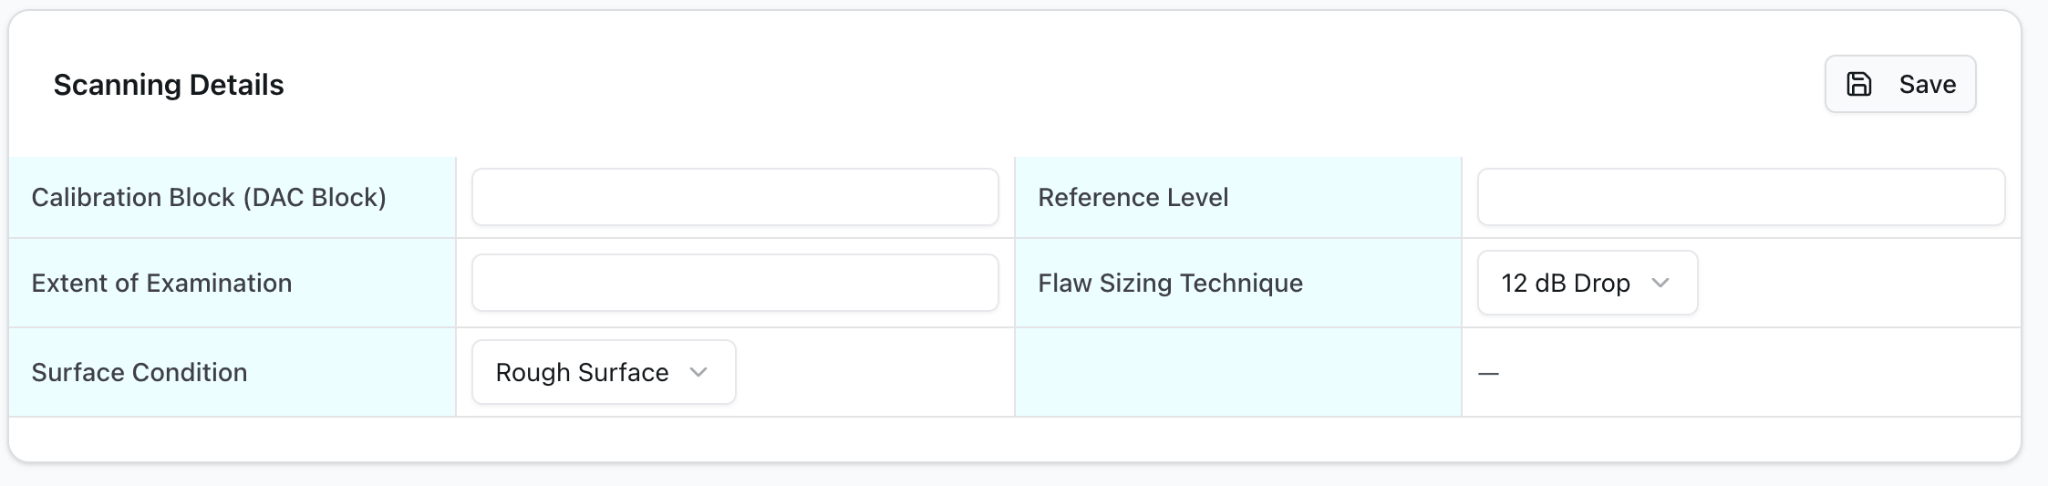 Scanning Details
Save
Calibration Block (DAC Block)
Reference Level
Extent of Examination
Flaw Sizing Technique
12 dB Drop
Surface Condition
Rough Surface
—